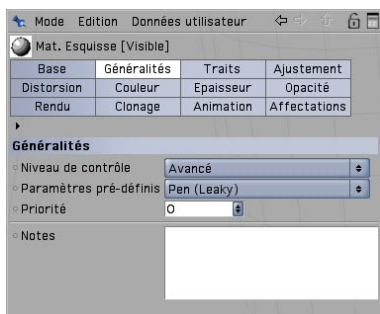 Mode Edition Données utilisateur
Mat. Esquisse [Visible]
Base Généralités Traits Ajustement
Distorsion Couleur Epaisseur Opacité
Rendu Clonage Animation Affectations
Généralités
Niveau de contrôle Avancé
Paramètres pré-définis Pen (Leaky)
Priorité 0
Notes